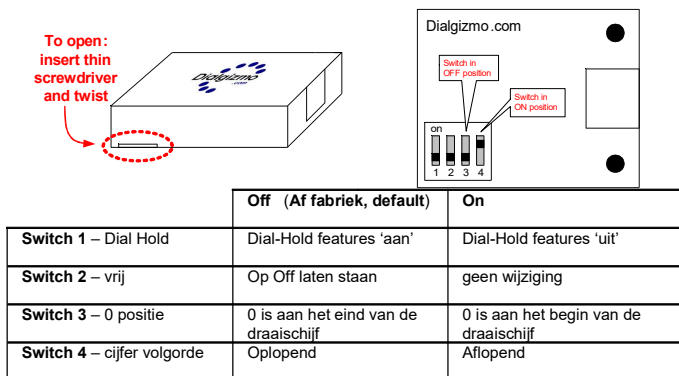 To open:
insert thin
screwdriver
and twist
Dialgizmo
.com
Dialgizmo.com
Switch in
OFF position
Switch in
ON position
on
1 2 3 4
Off (Af fabriek, default) On
Switch 1 – Dial Hold Dial-Hold features ‘aan’ Dial-Hold features ‘uit’
Switch 2 – vrij Op Off laten staan geen wijziging
Switch 3 – 0 positie 0 is aan het eind van de 0 is aan het begin van de
draaischijf draaischijf
Switch 4 – cijfer volgorde Oplopend Aflopend